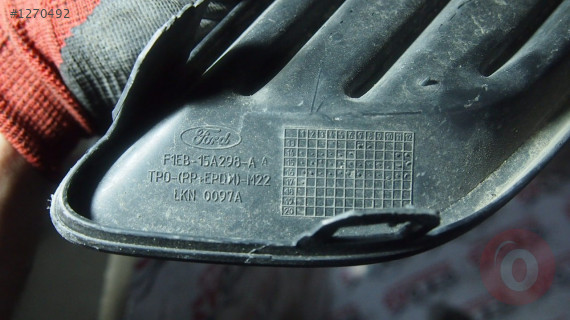 #1270492
Ford
F1EB-15A298-A
TPO-(PP+EPDM)-M22
LKN 0097A